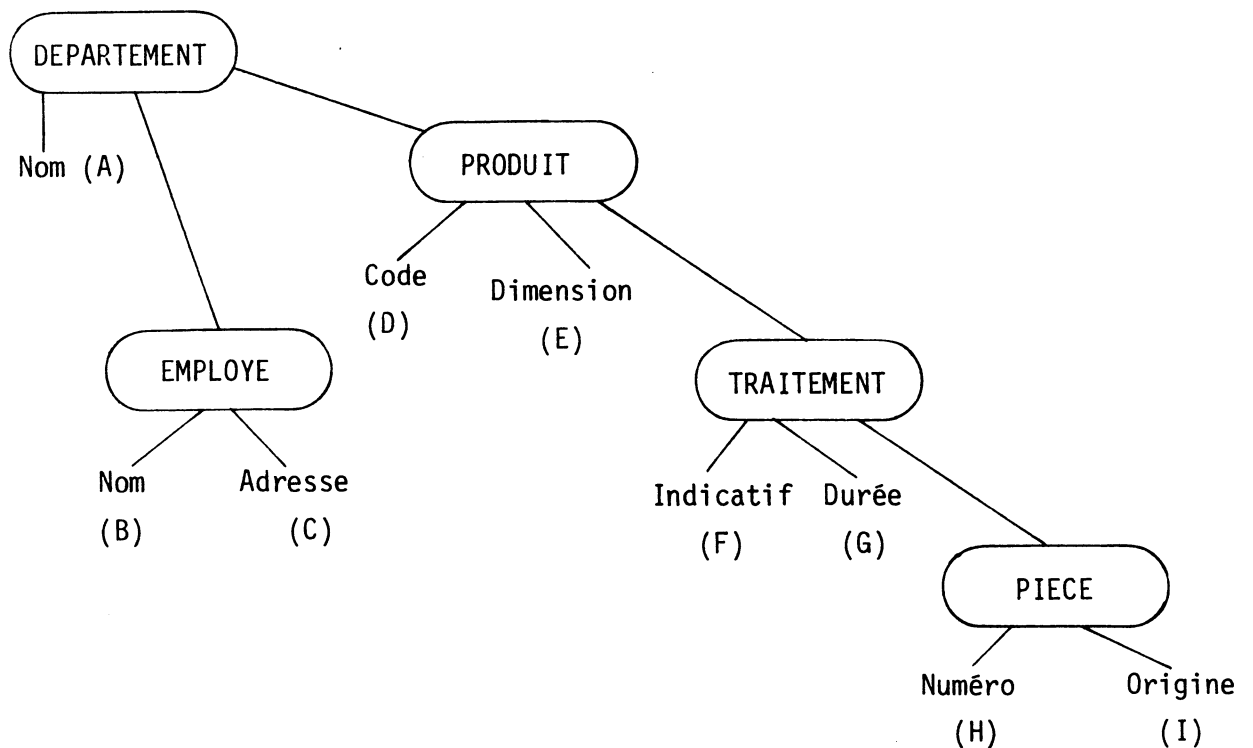 DEPARTEMENT
Nom (A)
PRODUIT
Code
(D)
Dimension
(E)
EMPLOYE
Nom
(B)
Adresse
(C)
TRAITEMENT
Indicatif
(F)
Durée
(G)
PIECE
Numéro
(H)
Origine
(I)